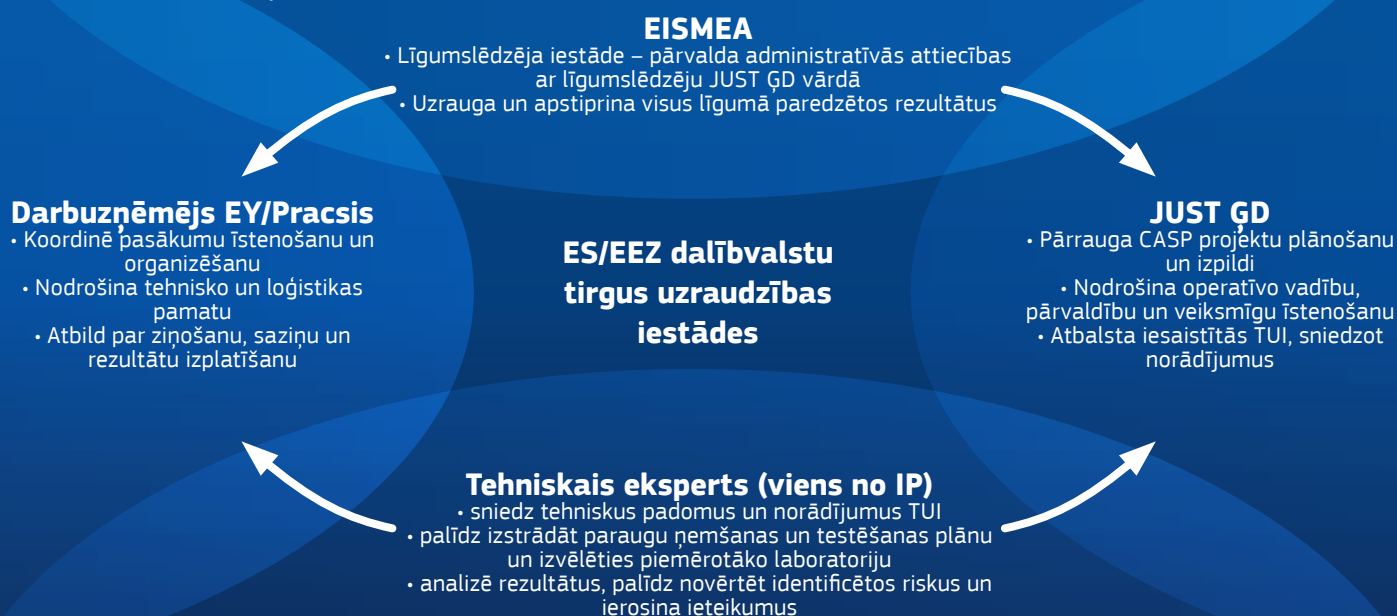 EISMEA
• Līgumslēdzēja iestāde – pārvalda administratīvās attiecības
ar līgumslēdzēju JUST ĢD vārdā
• Uzrauga un apstiprina visus līgumā paredzētos rezultātus
Darbuzņēmējs EY/Pracsis
• Koordinē pasākumu īstenošanu un
organizēšanu
• Nodrošina tehnisko un loģistikas
pamatu
• Atbild par ziņošanu, saziņu un
rezultātu izplatīšanu
ES/EEZ dalībvalstu
tirgus uzraudzības
iestādes
JUST ĢD
• Pārrauga CASP projektu plānošanu
un izpildi
• Nodrošina operatīvo vadību,
pārvaldību un veiksmīgu īstenošanu
• Atbalsta iesaistītās TUI, sniedzot
norādījumus
Tehniskais eksperts (viens no IP)
• sniedz tehniskus padomus un norādījumus TUI
• palīdz izstrādāt paraugu ņemšanas un testēšanas plānu
un izvēlēties piemērotāko laboratoriju
• analizē rezultātus, palīdz novērtēt identificētos riskus un
ierosina ieteikumus